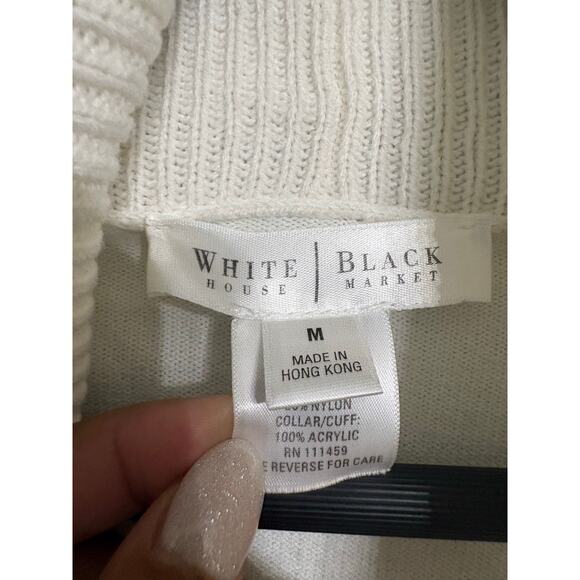 WHITE | BLACK
HOUSE MARKET
M
MADE IN
HONG KONG
NYLON
COLLAR/CUFF:
100% ACRYLIC
RN 111459
REVERSE FOR CARE